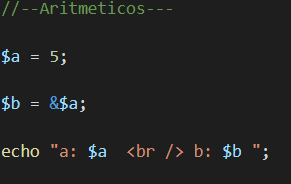 //--Aritmeticos---
$a = 5;
$b = &$a;
echo "a: $a  <br /> b: $b ";